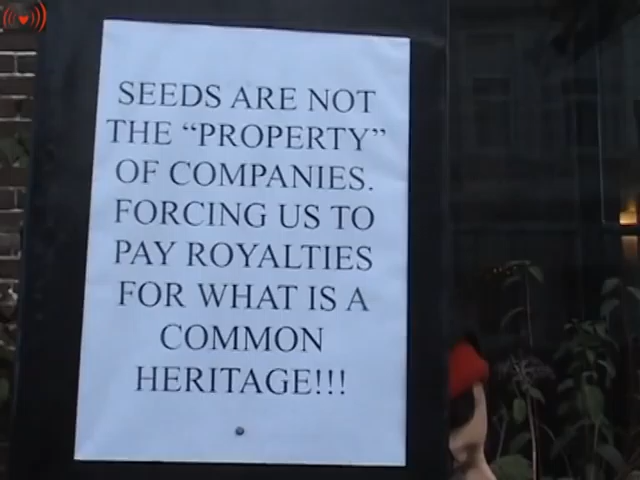 SEEDS ARE NOT
THE “PROPERTY”
OF COMPANIES.
FORCING US TO
PAY ROYALTIES
FOR WHAT IS A
COMMON
HERITAGE!!!